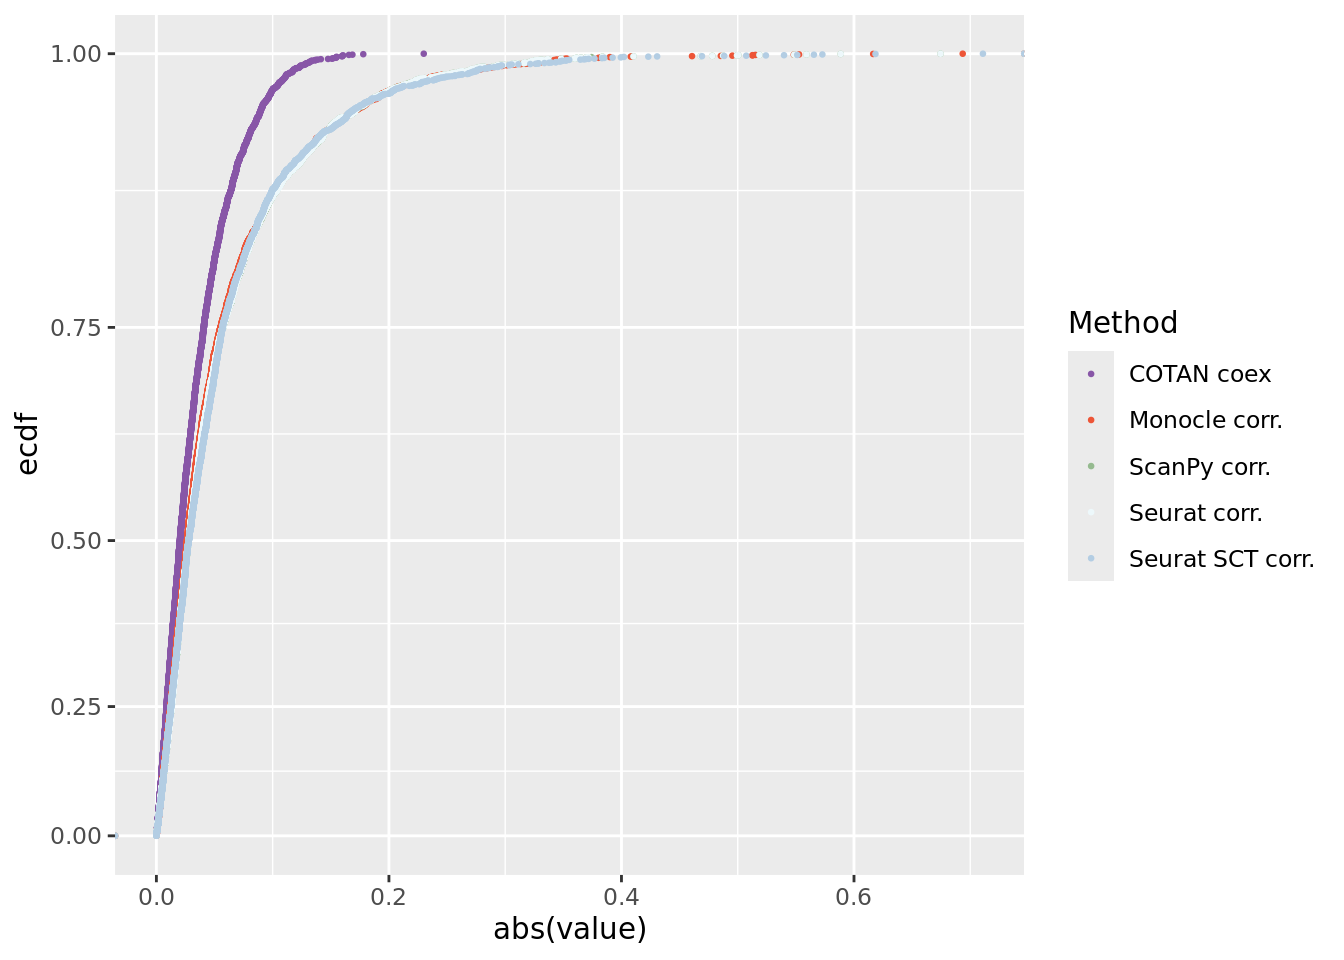 1.00
0.75
0.50
0.25
0.00
ecdf
0.0
0.2
0.4
0.6
abs(value)
Method
COTAN coex
Monocle corr.
ScanPy corr.
Seurat corr.
Seurat SCT corr.